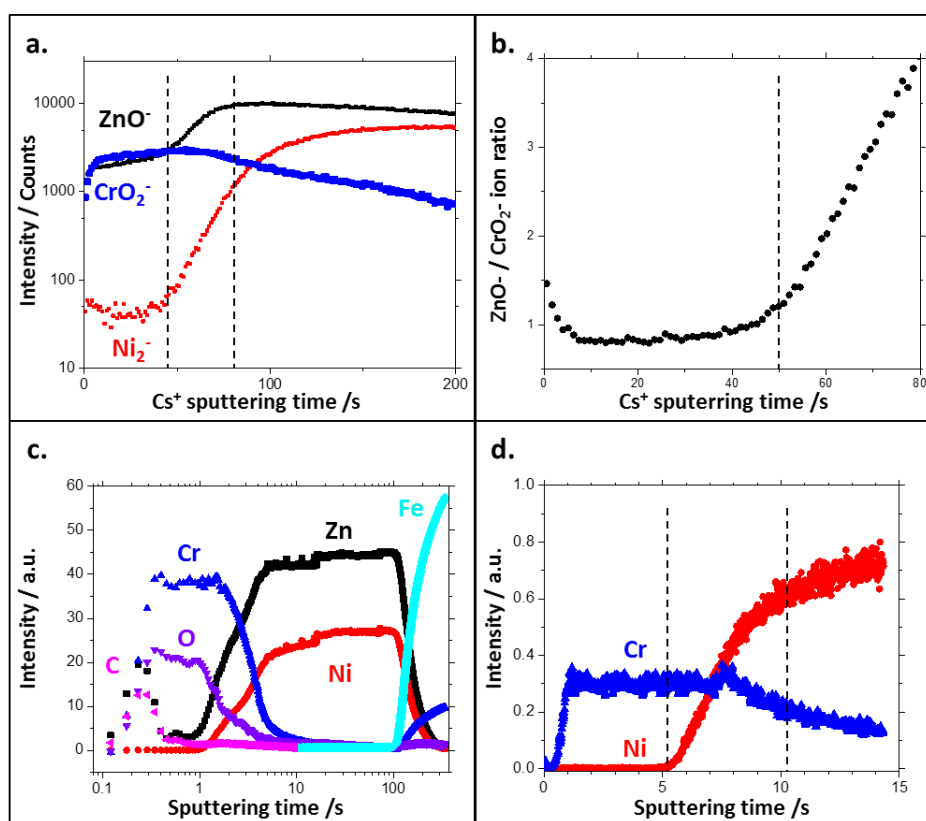 a.
10000
1000
100
10
Intensity / Counts
ZnO⁻
CrO₂⁻
Ni₂⁻
0
100
200
Cs⁺ sputtering time /s
b.
4
3
2
1
ZnO- / CrO₂- ion ratio
0
20
40
60
80
Cs⁺ sputerring time /s
c.
60
50
40
30
20
10
0
Intensity / a.u.
Fe
Zn
Cr
O
C
Ni
0.1
1
10
100
Sputtering time /s
d.
1.0
0.8
0.6
0.4
0.2
0.0
Intensity / a.u.
Cr
Ni
0
5
10
15
Sputtering time /s